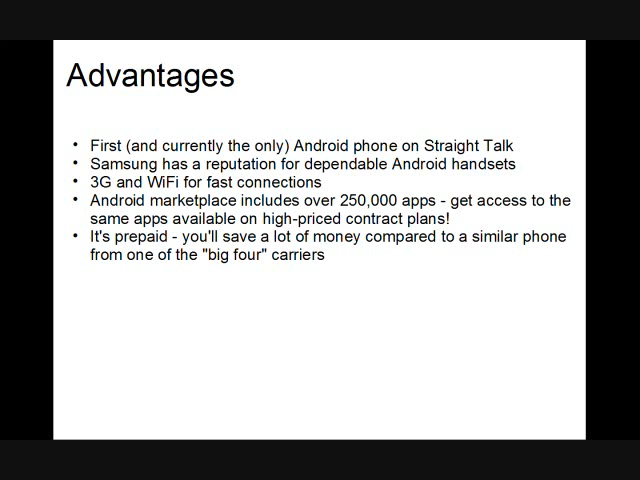 Advantages
• First (and currently the only) Android phone on Straight Talk
• Samsung has a reputation for dependable Android handsets
• 3G and WiFi for fast connections
• Android marketplace includes over 250,000 apps - get access to the
same apps available on high-priced contract plans!
• It's prepaid - you'll save a lot of money compared to a similar phone
from one of the "big four" carriers